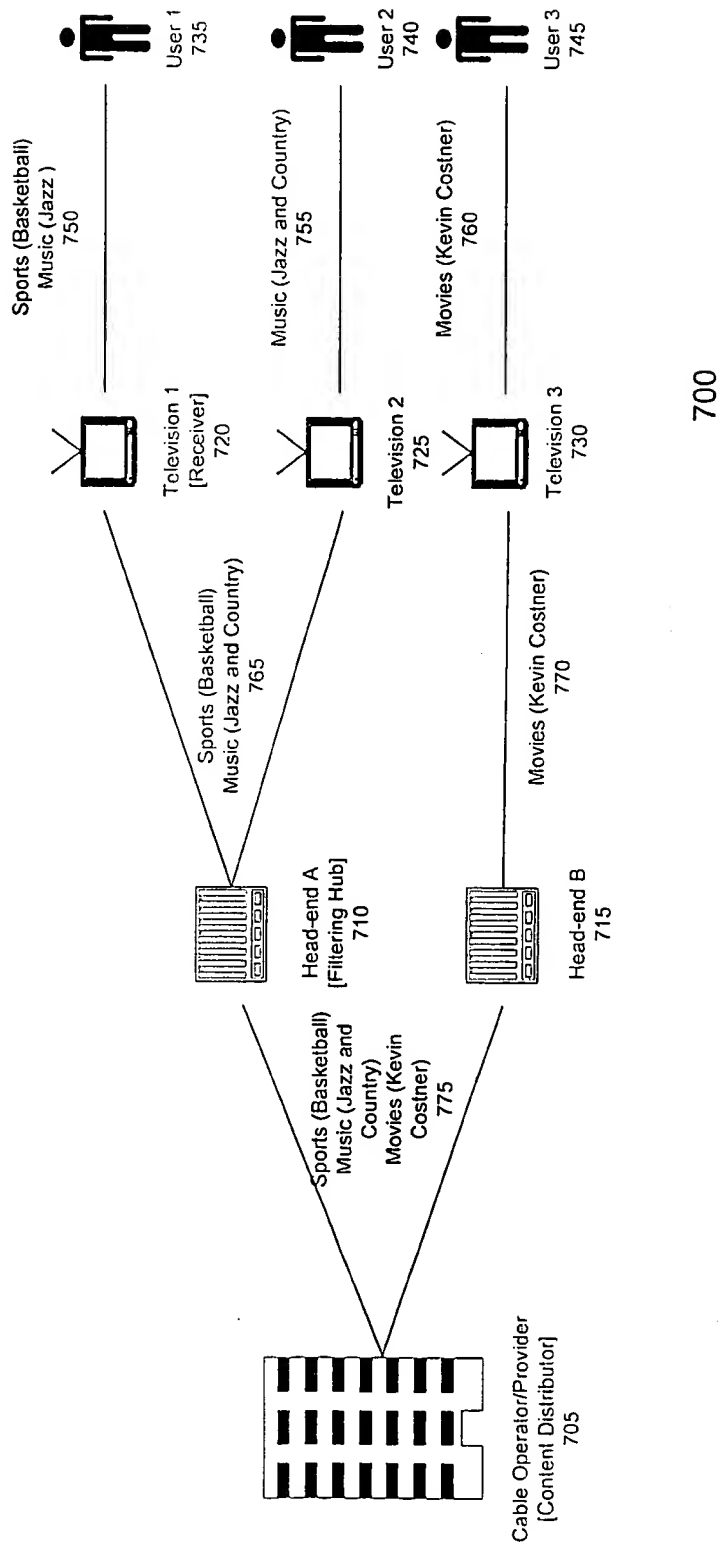 Sports (Basketball)
Music (Jazz )
750
User 1
735
Music (Jazz and Country)
755
User 2
740
Movies (Kevin Costner)
760
User 3
745
Television 1
[Receiver]
720
Television 2
725
Television 3
730
Sports (Basketball)
Music (Jazz and Country)
765
Movies (Kevin Costner)
770
Head-end A
[Filtering Hub]
710
Head-end B
715
Sports (Basketball)
Music (Jazz and
Country)
Movies (Kevin
Costner)
775
Cable Operator/Provider
[Content Distributor]
705
700